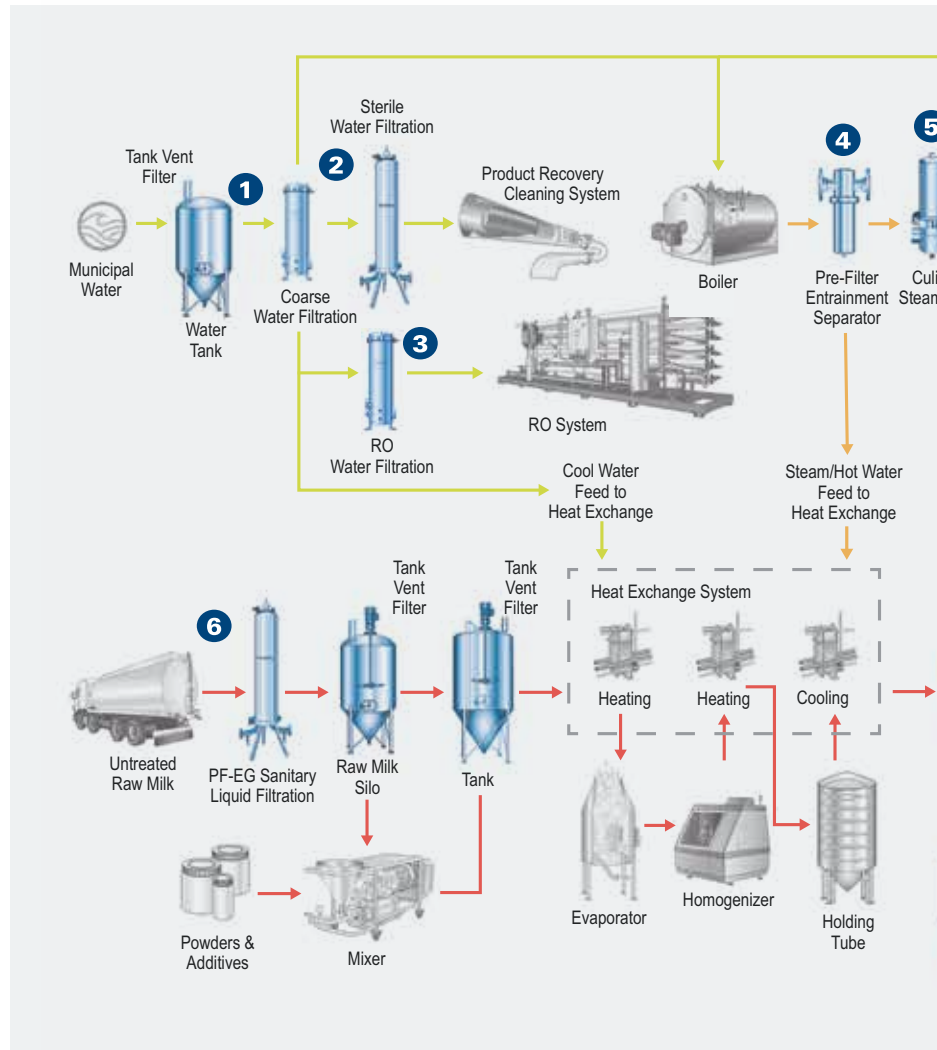 Sterile
Water Filtration
Tank Vent
Filter
1
2
Product Recovery
Cleaning System
4
5
Municipal
Water
Water
Tank
Coarse
Water Filtration
Boiler
Pre-Filter
Entrainment
Separator
Culi
Steam
3
RO
Water Filtration
RO System
Cool Water
Feed to
Heat Exchange
Steam/Hot Water
Feed to
Heat Exchange
6
Tank
Vent
Filter
Tank
Vent
Filter
Heat Exchange System
Heating
Heating
Cooling
Untreated
Raw Milk
PF-EG Sanitary
Liquid Filtration
Raw Milk
Silo
Tank
Evaporator
Homogenizer
Holding
Tube
Powders &
Additives
Mixer